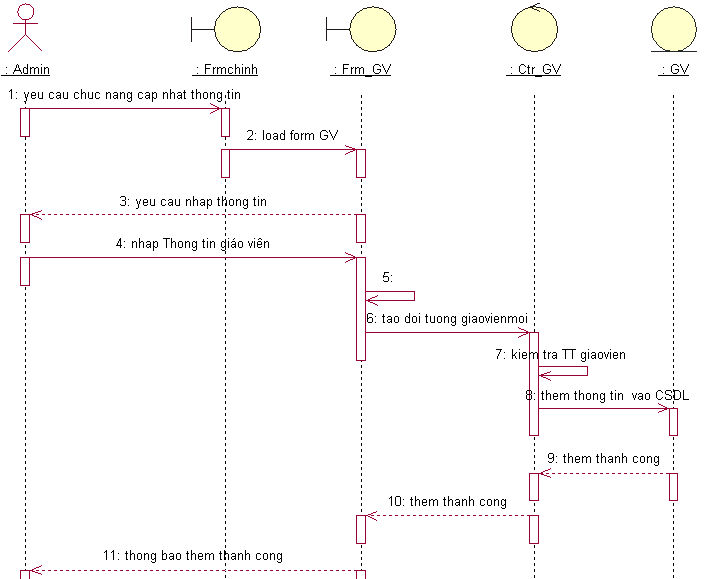 : Admin
: Frmchinh
: Frm_GV
: Ctr_GV
: GV
1: yeu cau chuc nang cap nhat thong tin
2: load form GV
3: yeu cau nhap thong tin
4: nhap Thong tin giáo viên
5:
6: tao doi tuong giaovienmoi
7: kiem tra TT giaovien
8: them thong tin vao CSDL
9: them thanh cong
10: them thanh cong
11: thong bao them thanh cong